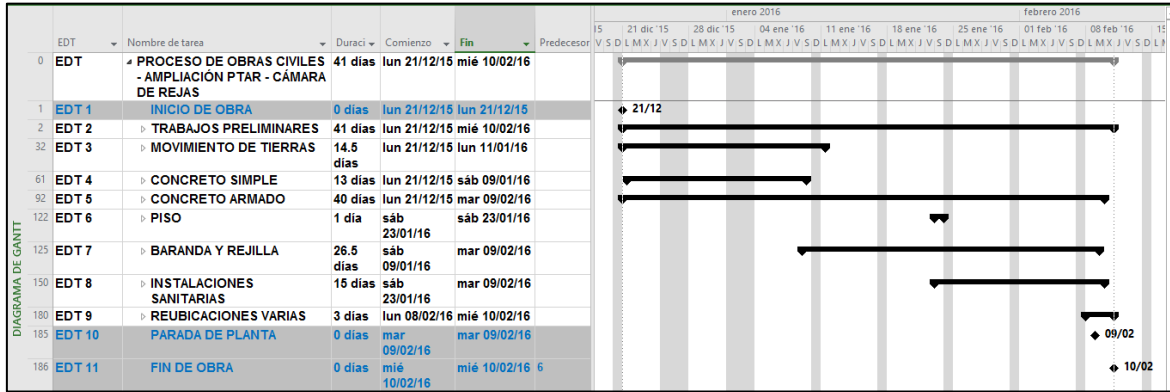 enero 2016 febrero 2016
15 21 dic '15 28 dic '15 04 ene '16 11 ene '16 18 ene '16 25 ene '16 01 feb '16 08 feb '16 15
EDT Nombre de tarea Duraci Comienzo Fin Predecesor V S D L M X J V S D L M X J V S D L M X J V S D L M X J V S D L M X J V S D L M X J V S D L M X J V S D L M X J V S D L M
0 EDT PROCESO DE OBRAS CIVILES 41 días lun 21/12/15 mié 10/02/16
- AMPLIACIÓN PTAR - CÁMARA
DE REJAS
1 EDT 1 INICIO DE OBRA 0 días lun 21/12/15 lun 21/12/15 21/12
2 EDT 2 TRABAJOS PRELIMINARES 41 días lun 21/12/15 mié 10/02/16
32 EDT 3 MOVIMIENTO DE TIERRAS 14.5 lun 21/12/15 lun 11/01/16
días
61 EDT 4 CONCRETO SIMPLE 13 días lun 21/12/15 sáb 09/01/16
92 EDT 5 CONCRETO ARMADO 40 días lun 21/12/15 mar 09/02/16
122 EDT 6 PISO 1 día sáb sáb 23/01/16
23/01/16
125 EDT 7 BARANDA Y REJILLA 26.5 sáb mar 09/02/16
días 09/01/16
150 EDT 8 INSTALACIONES 15 días sáb mar 09/02/16
SANITARIAS 23/01/16
180 EDT 9 REUBICACIONES VARIAS 3 días lun 08/02/16 mié 10/02/16
185 EDT 10 PARADA DE PLANTA 0 días mar mar 09/02/16 09/02
09/02/16
186 EDT 11 FIN DE OBRA 0 días mié mié 10/02/16 6 10/02
10/02/16
DIAGRAMA DE GANTT